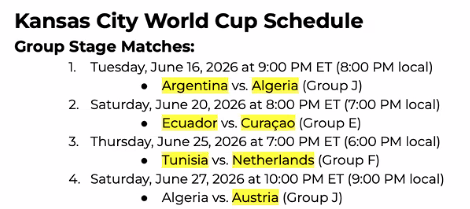 Kansas City World Cup Schedule
Group Stage Matches:
1. Tuesday, June 16, 2026 at 9:00 PM ET (8:00 PM local)
● Argentina vs. Algeria (Group J)
2. Saturday, June 20, 2026 at 8:00 PM ET (7:00 PM local)
● Ecuador vs. Curaçao (Group E)
3. Thursday, June 25, 2026 at 7:00 PM ET (6:00 PM local)
● Tunisia vs. Netherlands (Group F)
4. Saturday, June 27, 2026 at 10:00 PM ET (9:00 PM local)
● Algeria vs. Austria (Group J)